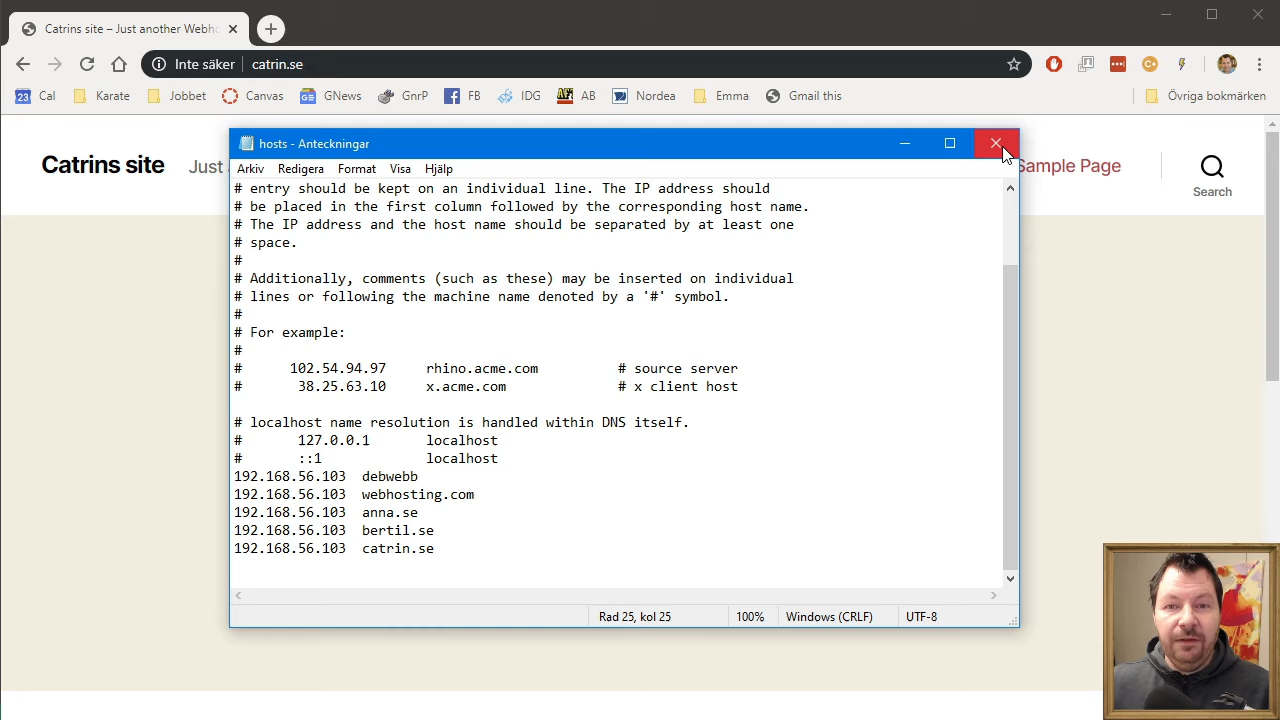 Catrins site – Just another Webho
Inte säker catrin.se
23 Cal Karate Jobbet Canvas GNews GnrP FB IDG AB Nordea Emma Gmail this Övriga bokmärken
hosts - Anteckningar
Arkiv Redigera Format Visa Hjälp
Catrins site Just a Sample Page
Search
# entry should be kept on an individual line. The IP address should
# be placed in the first column followed by the corresponding host name.
# The IP address and the host name should be separated by at least one
# space.
#
# Additionally, comments (such as these) may be inserted on individual
# lines or following the machine name denoted by a '#' symbol.
#
# For example:
#
# 102.54.94.97 rhino.acme.com # source server
# 38.25.63.10 x.acme.com # x client host
# localhost name resolution is handled within DNS itself.
# 127.0.0.1 localhost
# ::1 localhost
192.168.56.103 debwebb
192.168.56.103 webhosting.com
192.168.56.103 anna.se
192.168.56.103 bertil.se
192.168.56.103 catrin.se
Rad 25, kol 25 100% Windows (CRLF) UTF-8